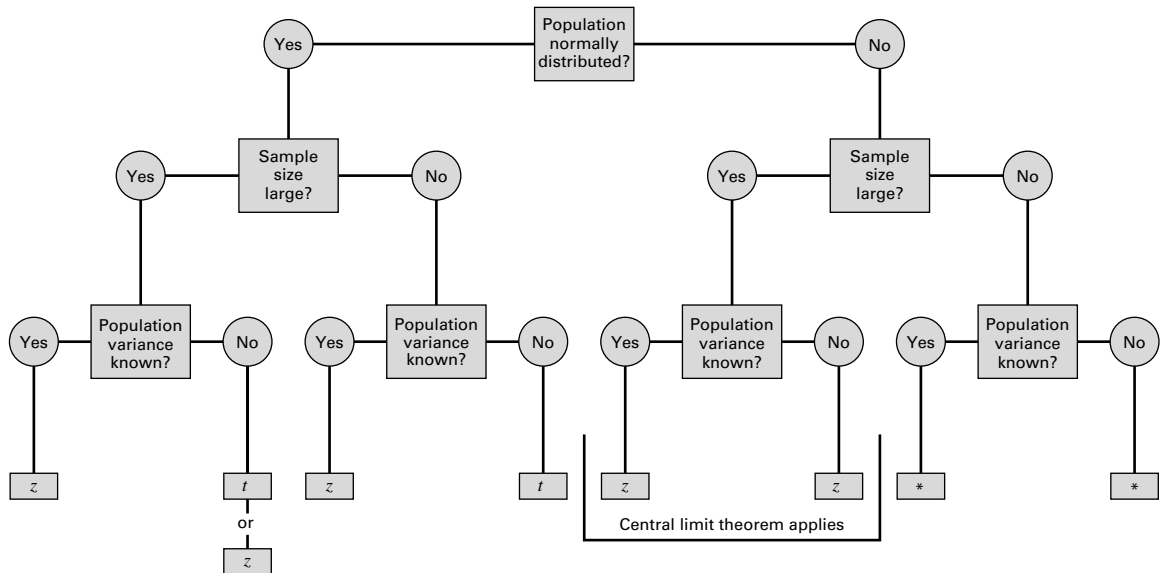 Population
normally
distributed?
Yes
No
Sample
size
large?
Yes
No
Sample
size
large?
Yes
No
Population
variance
known?
Yes
No
Population
variance
known?
Yes
No
Population
variance
known?
Yes
No
Population
variance
known?
Yes
No
z
t
or
z
z
t
z
z
Central limit theorem applies
*
*